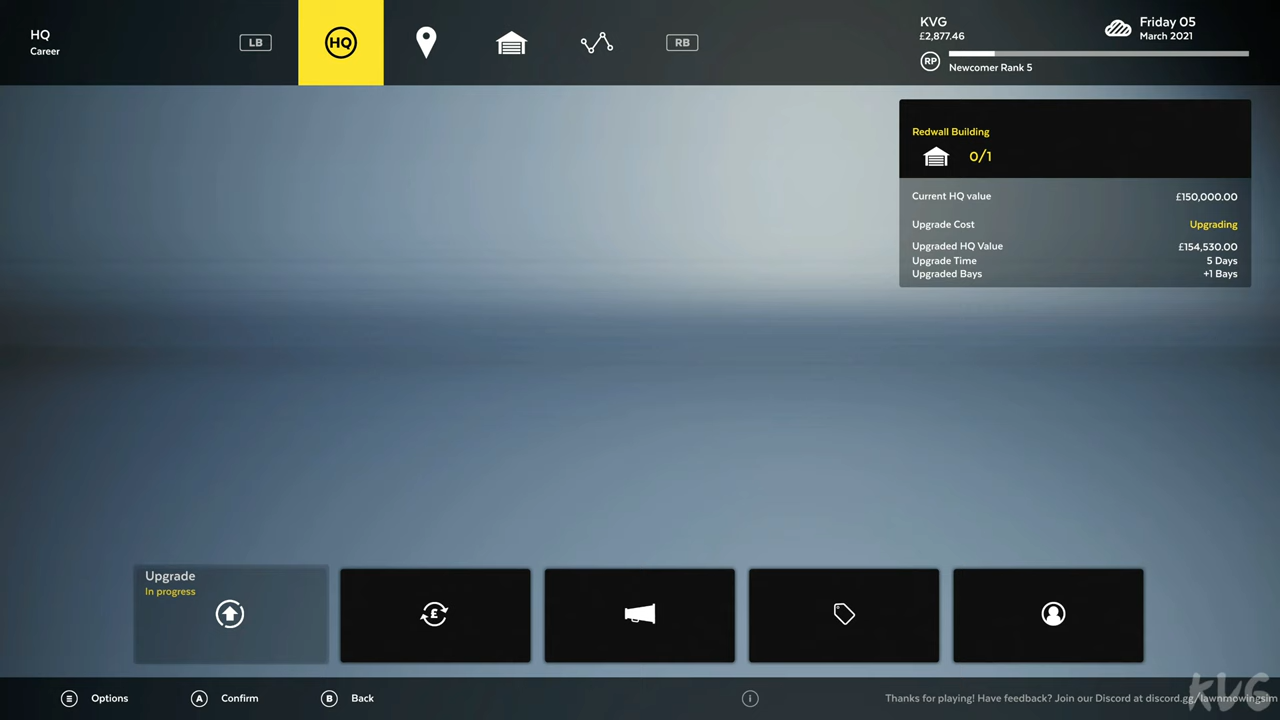 HQ
Career
LB
HQ
RB
KVG
£2,877.46
Friday 05
March 2021
RP
Newcomer Rank 5
Redwall Building
0/1
Current HQ value £150,000.00
Upgrade Cost Upgrading
Upgraded HQ Value £154,530.00
Upgrade Time 5 Days
Upgraded Bays +1 Bays
Upgrade
In progress
£
Options
A Confirm
B Back
i
Thanks for playing! Have feedback? Join our Discord at discord.gg/lawnmowingsim
KVG